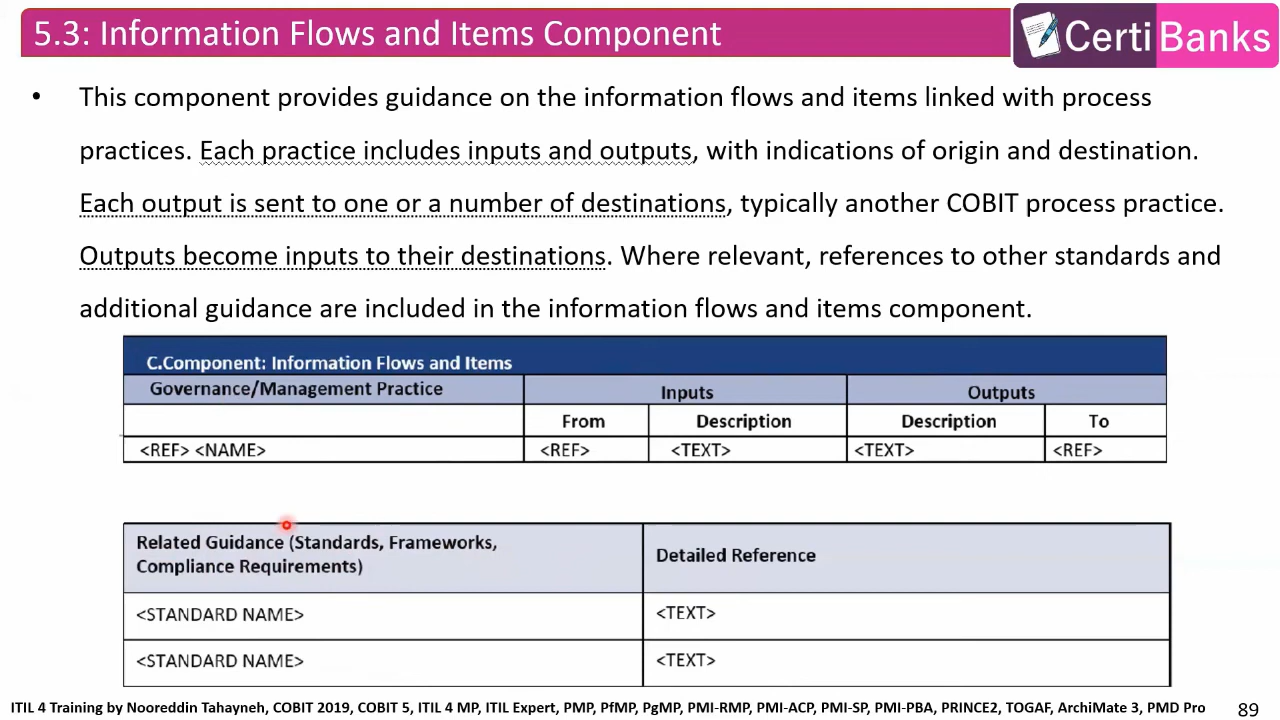 5.3: Information Flows and Items Component
CertiBanks
• This component provides guidance on the information flows and items linked with process
practices. Each practice includes inputs and outputs, with indications of origin and destination.
Each output is sent to one or a number of destinations, typically another COBIT process practice.
Outputs become inputs to their destinations. Where relevant, references to other standards and
additional guidance are included in the information flows and items component.
C.Component: Information Flows and Items
Governance/Management Practice Inputs Outputs
From Description Description To
<REF> <NAME> <REF> <TEXT> <TEXT> <REF>
Related Guidance (Standards, Frameworks,
Compliance Requirements) Detailed Reference
<STANDARD NAME> <TEXT>
<STANDARD NAME> <TEXT>
ITIL 4 Training by Nooreddin Tahayneh, COBIT 2019, COBIT 5, ITIL 4 MP, ITIL Expert, PMP, PfMP, PgMP, PMI-RMP, PMI-ACP, PMI-SP, PMI-PBA, PRINCE2, TOGAF, ArchiMate 3, PMD Pro 89